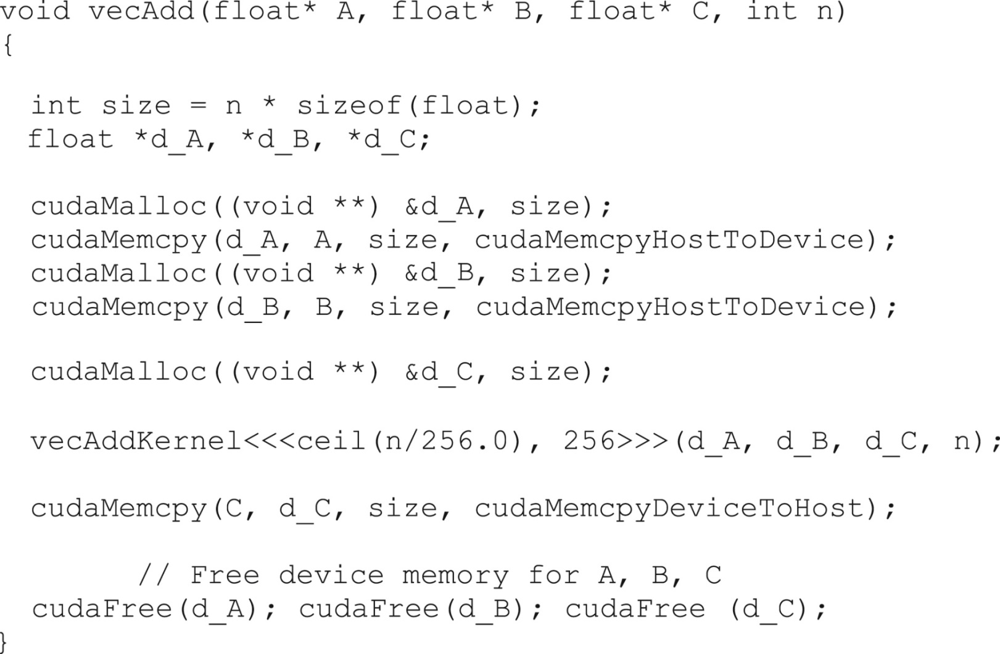 void vecAdd(float* A, float* B, float* C, int n)
{
int size = n * sizeof(float);
float *d_A, *d_B, *d_C;
cudaMalloc((void **) &d_A, size);
cudaMemcpy(d_A, A, size, cudaMemcpyHostToDevice);
cudaMalloc((void **) &d_B, size);
cudaMemcpy(d_B, B, size, cudaMemcpyHostToDevice);
cudaMalloc((void **) &d_C, size);
vecAddKernel<<<ceil(n/256.0), 256>>>(d_A, d_B, d_C, n);
cudaMemcpy(C, d_C, size, cudaMemcpyDeviceToHost);
// Free device memory for A, B, C
cudaFree(d_A); cudaFree(d_B); cudaFree (d_C);
}